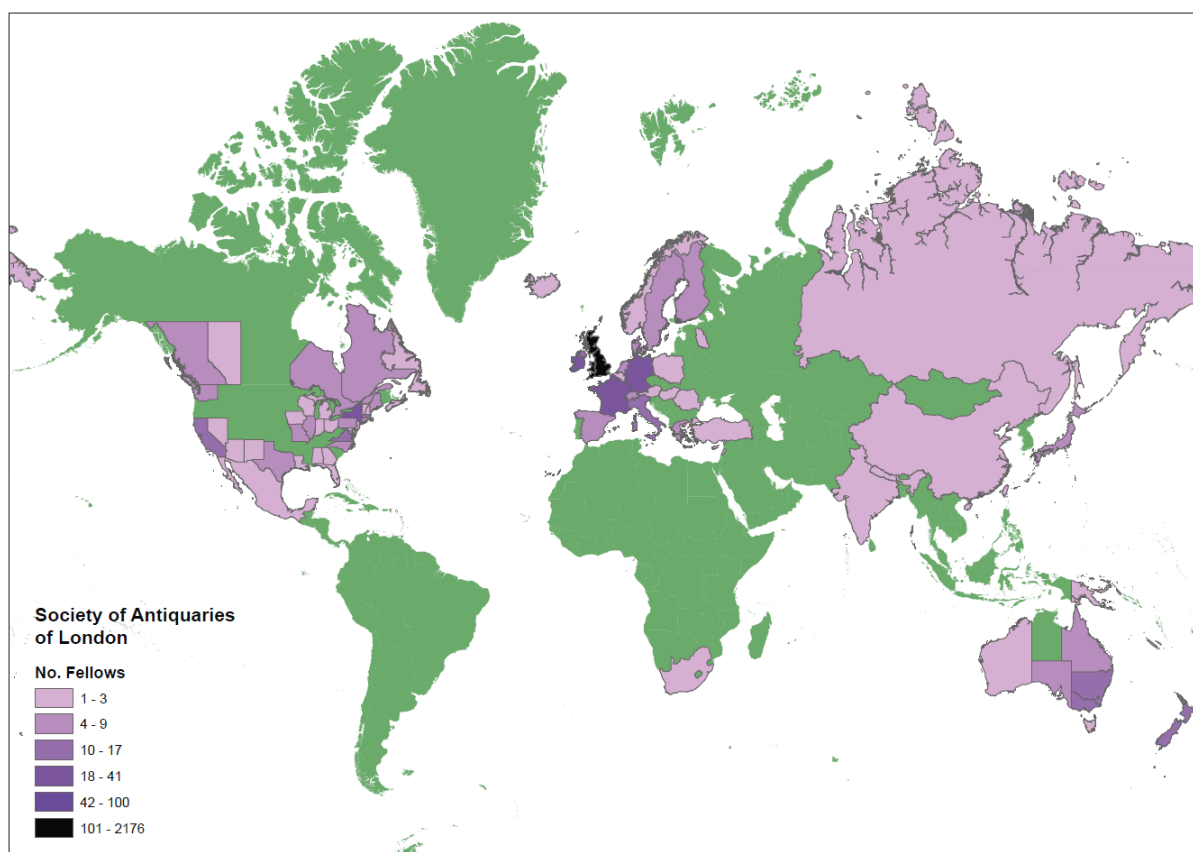 Society of Antiquaries
of London
No. Fellows
1 - 3
4 - 9
10 - 17
18 - 41
42 - 100
101 - 2176